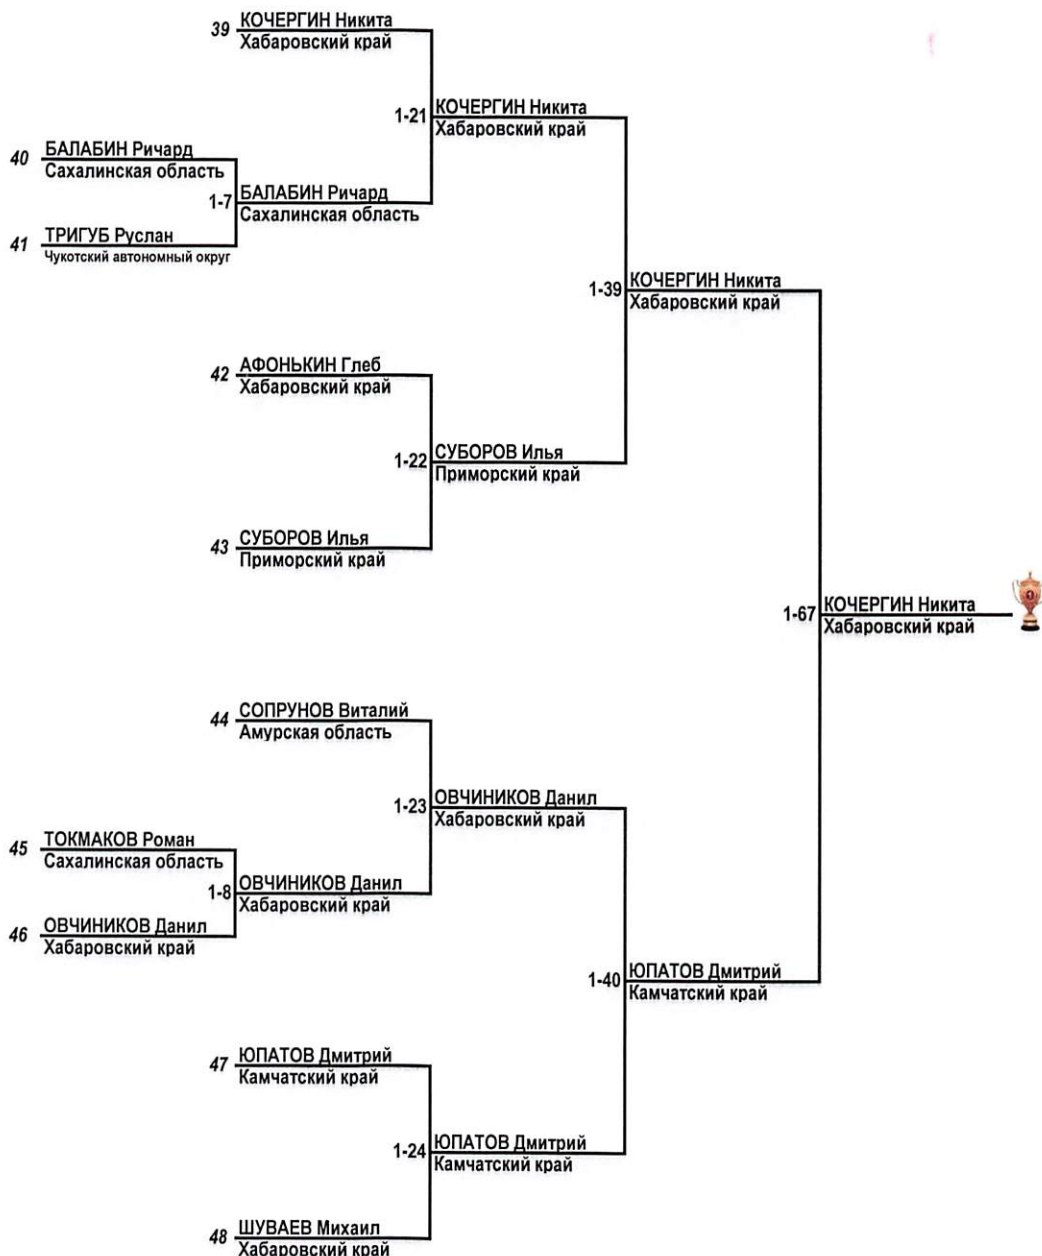 39 КОЧЕРГИН Никита
Хабаровский край
1-21 КОЧЕРГИН Никита
Хабаровский край
40 БАЛАБИН Ричард
Сахалинская область
1-7 БАЛАБИН Ричард
Сахалинская область
41 ТРИГУБ Руслан
Чукотский автономный округ
1-39 КОЧЕРГИН Никита
Хабаровский край
42 АФОНЬКИН Глеб
Хабаровский край
1-22 СУБОРОВ Илья
Приморский край
43 СУБОРОВ Илья
Приморский край
1-67 КОЧЕРГИН Никита
Хабаровский край
44 СОПРУНОВ Виталий
Амурская область
1-23 ОВЧИНИКОВ Данил
Хабаровский край
45 ТОКМАКОВ Роман
Сахалинская область
1-8 ОВЧИНИКОВ Данил
Хабаровский край
46 ОВЧИНИКОВ Данил
Хабаровский край
1-40 ЮПАТОВ Дмитрий
Камчатский край
47 ЮПАТОВ Дмитрий
Камчатский край
1-24 ЮПАТОВ Дмитрий
Камчатский край
48 ШУВАЕВ Михаил
Хабаровский край